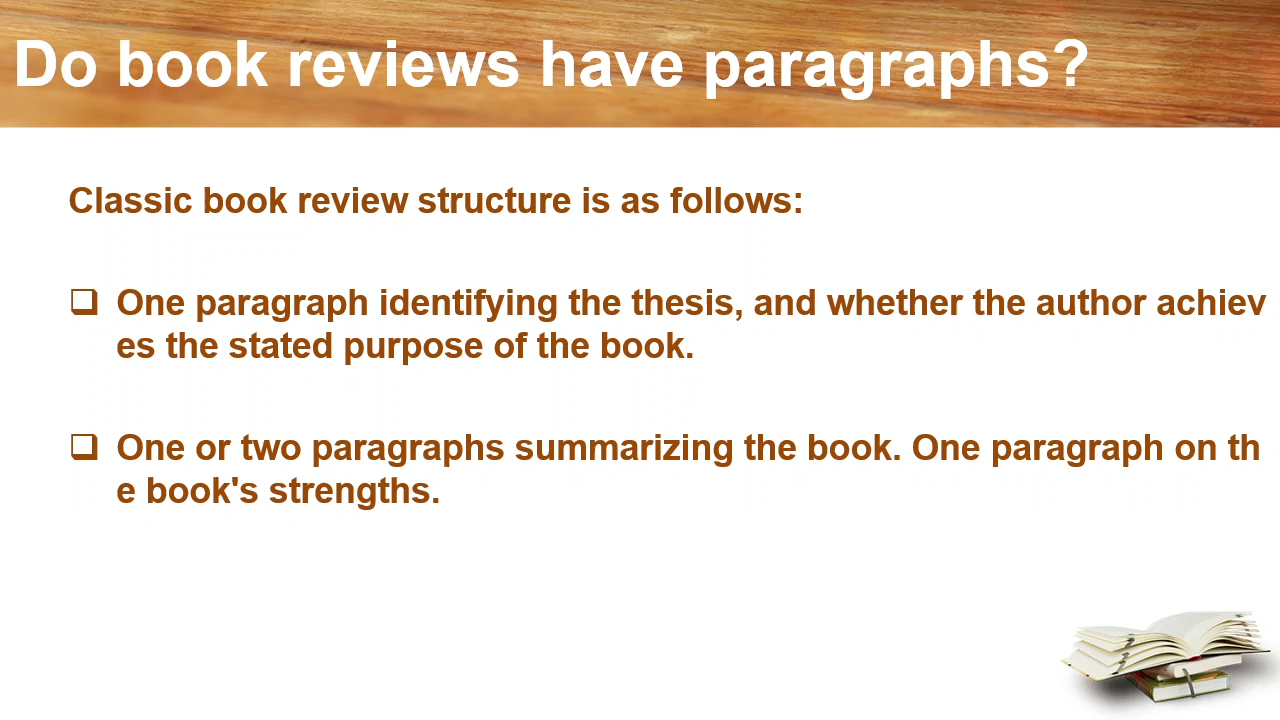 Do book reviews have paragraphs?
Classic book review structure is as follows:
❑ One paragraph identifying the thesis, and whether the author achiev
es the stated purpose of the book.
❑ One or two paragraphs summarizing the book. One paragraph on th
e book's strengths.